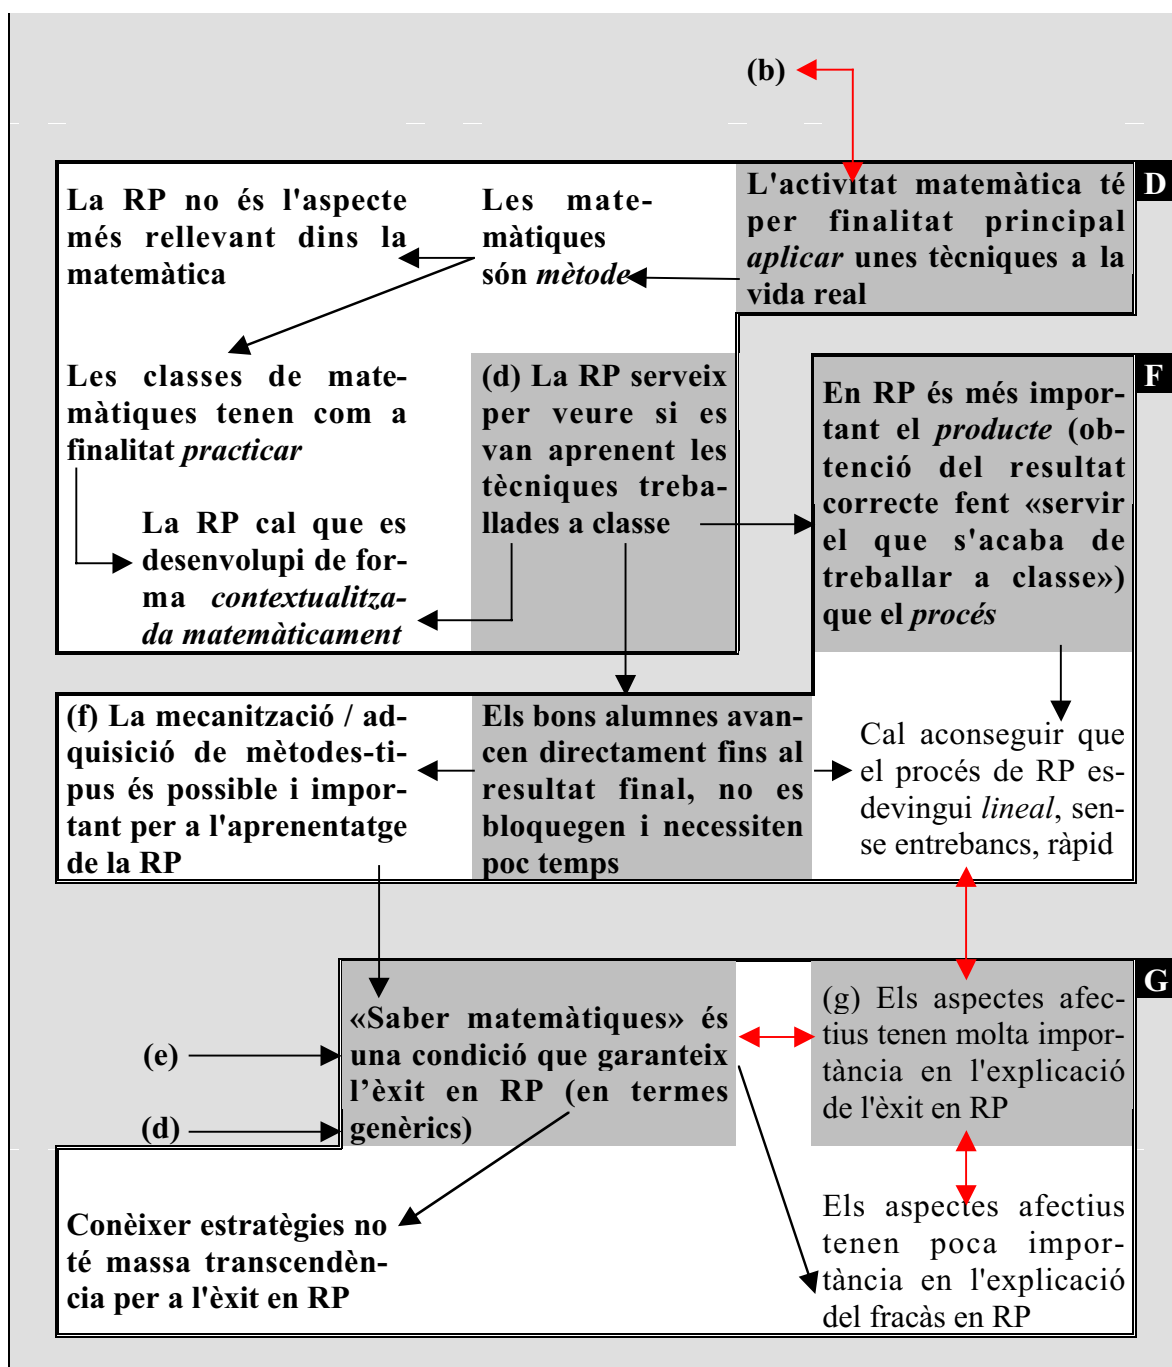 (b)
D
La RP no és l'aspecte
més rellevant dins la
matemàtica
Les mate-
màtiques
són mètode
L'activitat matemàtica té
per finalitat principal
aplicar unes tècniques a la
vida real
Les classes de mate-
màtiques tenen com a
finalitat practicar
(d) La RP serveix
per veure si es
van aprenent les
tècniques treba-
llades a classe
F
En RP és més impor-
tant el producte (ob-
tenció del resultat
correcte fent «servir
el que s'acaba de
treballar a classe»)
que el procés
La RP cal que es
desenvolupi de for-
ma contextualitza-
da matemàticament
(f) La mecanització / ad-
quisició de mètodes-ti-
pus és possible i impor-
tant per a l'aprenentatge
de la RP
Els bons alumnes avan-
cen directament fins al
resultat final, no es
bloquegen i necessiten
poc temps
Cal aconseguir que
el procés de RP es-
devingui lineal, sen-
se entrebancs, ràpid
G
«Saber matemàtiques» és
una condició que garanteix
l’èxit en RP (en termes
genèrics)
(g) Els aspectes afec-
tius tenen molta impor-
tància en l'explicació
de l'èxit en RP
(e)
(d)
Conèixer estratègies no
té massa transcendèn-
cia per a l'èxit en RP
Els aspectes afectius
tenen poca impor-
tància en l'explicació
del fracàs en RP